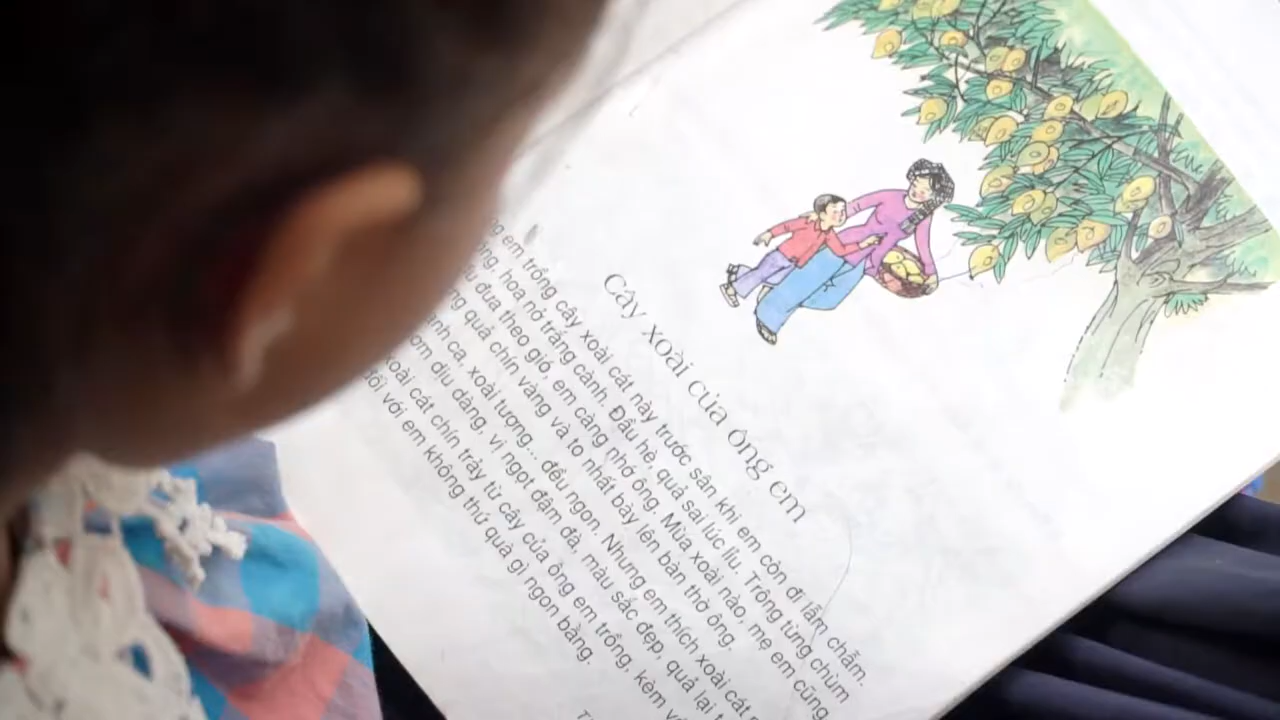 Cây xoài của ông em
em trồng cây xoài cát này trước sân khi em còn đi lẫm chẫm.
hoa nở trắng cành. Đầu hè, quả sai lúc lỉu. Trông từng chùm
đưa theo gió, em càng nhớ ông. Mùa xoài nào, mẹ em cũng
quả chín vàng và to nhất bày lên bàn thờ ông.
xoài tượng... đều ngon. Nhưng em thích xoài cát
dịu dàng, vị ngọt đậm đà, màu sắc đẹp, quả lại
xoài cát chín trảy từ cây của ông em trồng, kèm
đối với em không thứ quả gì ngon bằng.